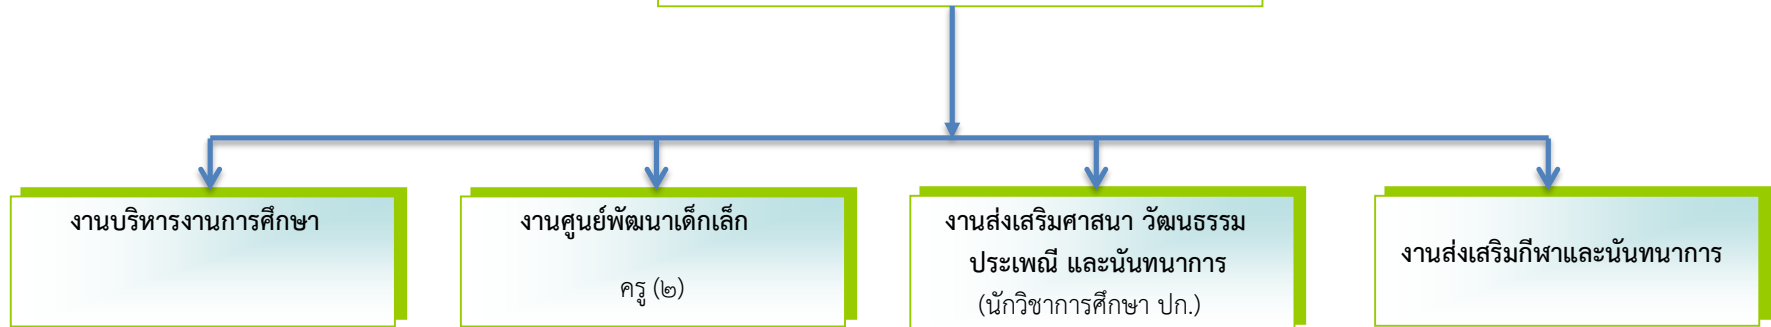 งานบริหารงานการศึกษา
งานศูนย์พัฒนาเด็กเล็ก
ครู (๒)
งานส่งเสริมศาสนา วัฒนธรรม
ประเพณี และนันทนาการ
(นักวิชาการศึกษา ปก.)
งานส่งเสริมกีฬาและนันทนาการ